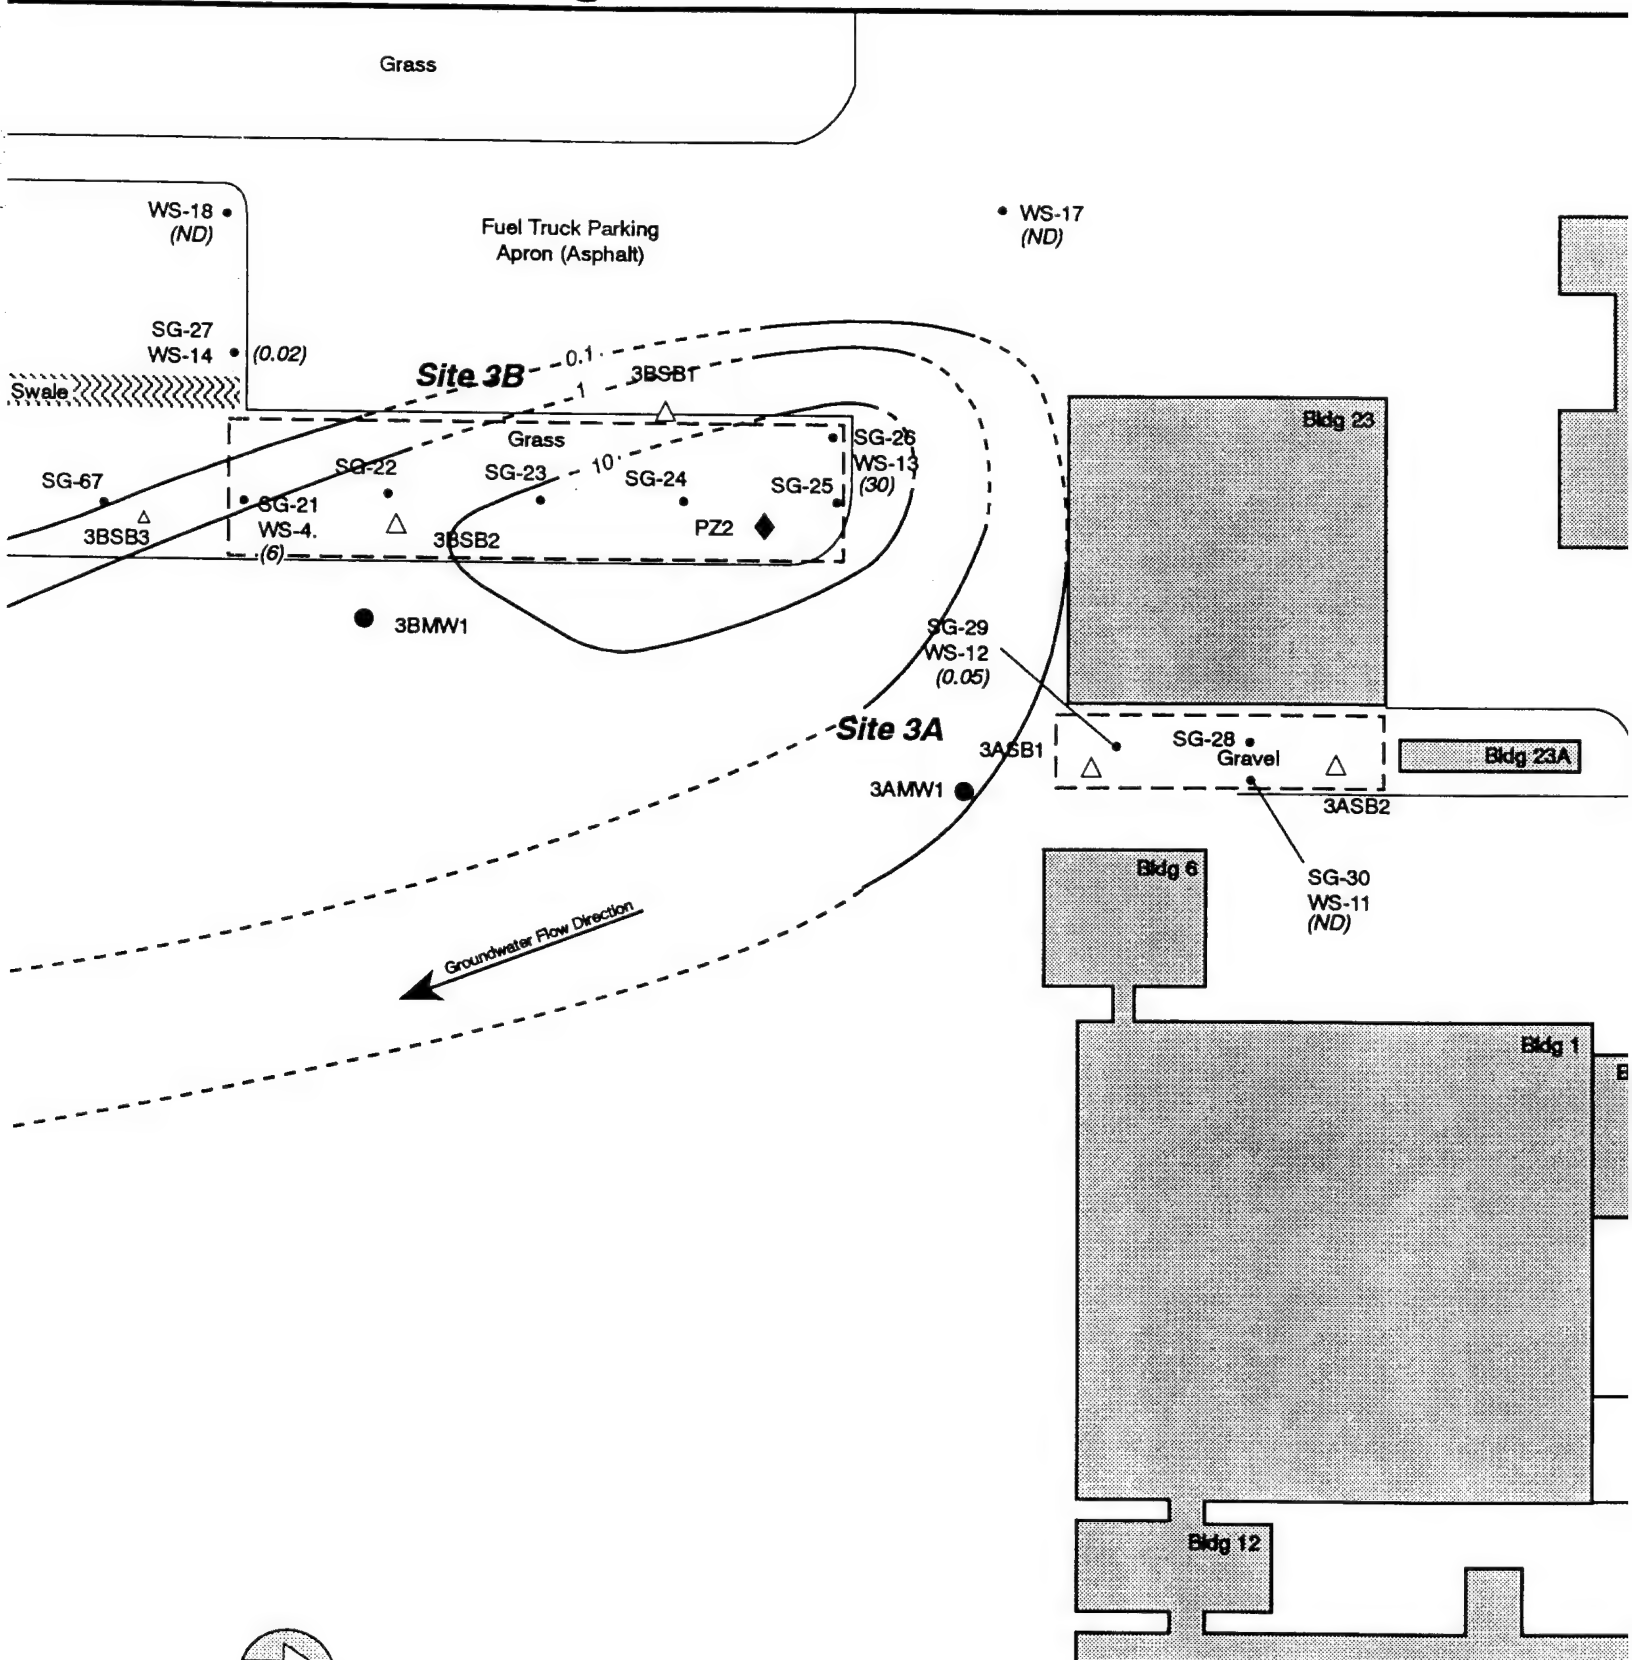 Grass
WS-18
(ND)
Fuel Truck Parking
Apron (Asphalt)
WS-17
(ND)
SG-27
WS-14
(0.02)
Swale
Site 3B
0.1
1
3BSB1
Bldg 23
Grass
SG-26
WS-13
(30)
SG-22
SG-23
10
SG-24
SG-25
SG-67
SG-21
WS-4.
(6)
3BSB3
3BSB2
PZ2
3BMW1
SG-29
WS-12
(0.05)
Site 3A
3ASB1
SG-28
Gravel
Bldg 23A
3AMW1
3ASB2
Bldg 6
SG-30
WS-11
(ND)
Groundwater Flow Direction
Bldg 1
Bldg 12